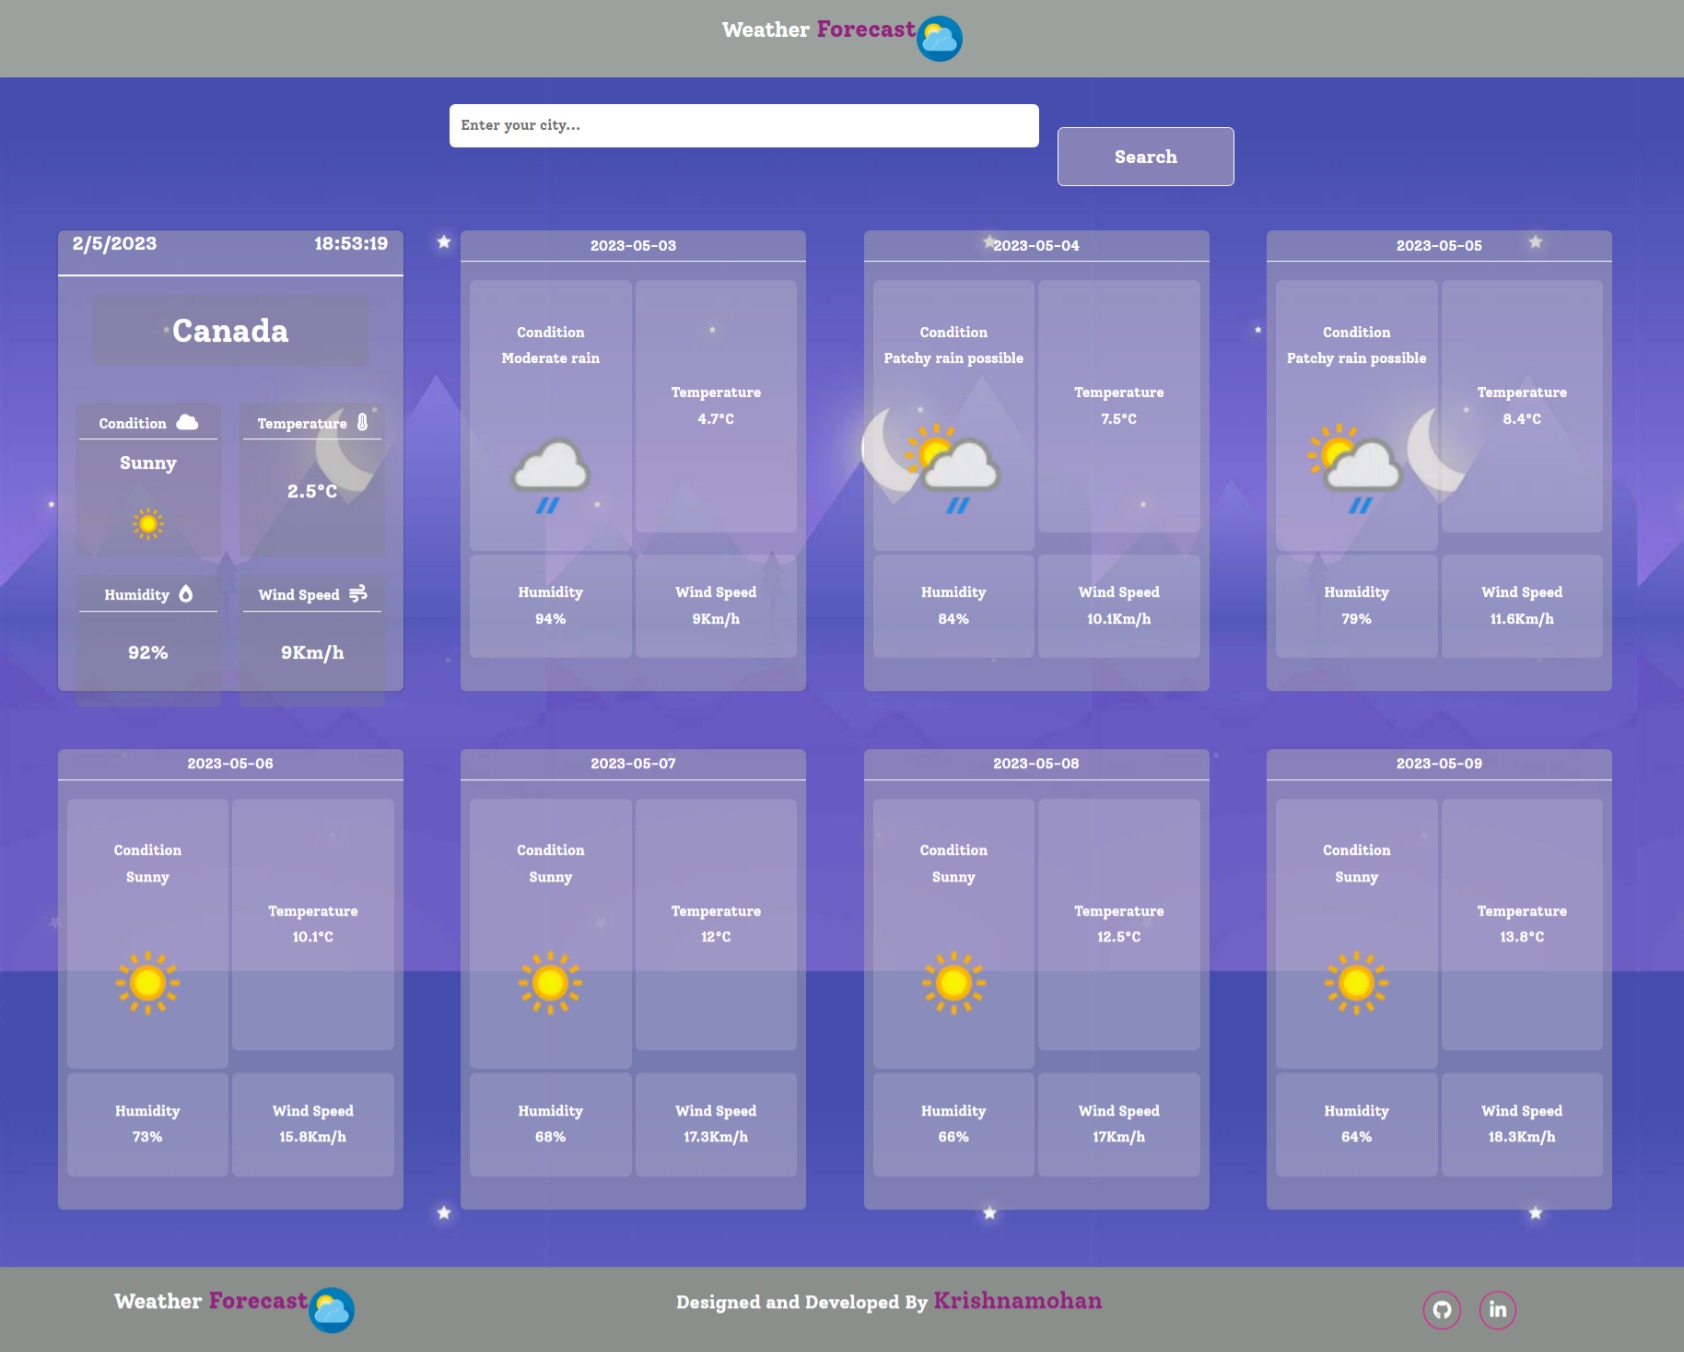 Weather Forecast
Enter your city...
Search
2/5/2023 18:53:19
Canada
Condition Temperature
Sunny
2.5°C
Humidity Wind Speed
92% 9Km/h
2023-05-03
Condition
Moderate rain
Temperature
4.7°C
Humidity Wind Speed
94% 9Km/h
2023-05-04
Condition
Patchy rain possible
Temperature
7.5°C
Humidity Wind Speed
84% 10.1Km/h
2023-05-05
Condition
Patchy rain possible
Temperature
8.4°C
Humidity Wind Speed
79% 11.6Km/h
2023-05-06
Condition
Sunny
Temperature
10.1°C
Humidity Wind Speed
73% 15.8Km/h
2023-05-07
Condition
Sunny
Temperature
12°C
Humidity Wind Speed
68% 17.3Km/h
2023-05-08
Condition
Sunny
Temperature
12.5°C
Humidity Wind Speed
66% 17Km/h
2023-05-09
Condition
Sunny
Temperature
13.8°C
Humidity Wind Speed
64% 18.3Km/h
Weather Forecast
Designed and Developed By Krishnamohan
in